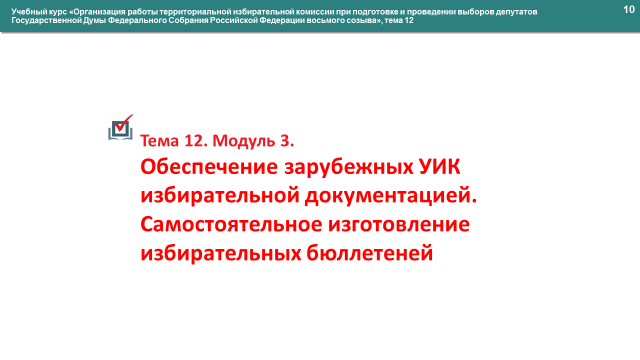 Учебный курс «Организация работы территориальной избирательной комиссии при подготовке и проведении выборов депутатов
Государственной Думы Федерального Собрания Российской Федерации восьмого созыва», тема 12
10
Тема 12. Модуль 3.
Обеспечение зарубежных УИК
избирательной документацией.
Самостоятельное изготовление
избирательных бюллетеней